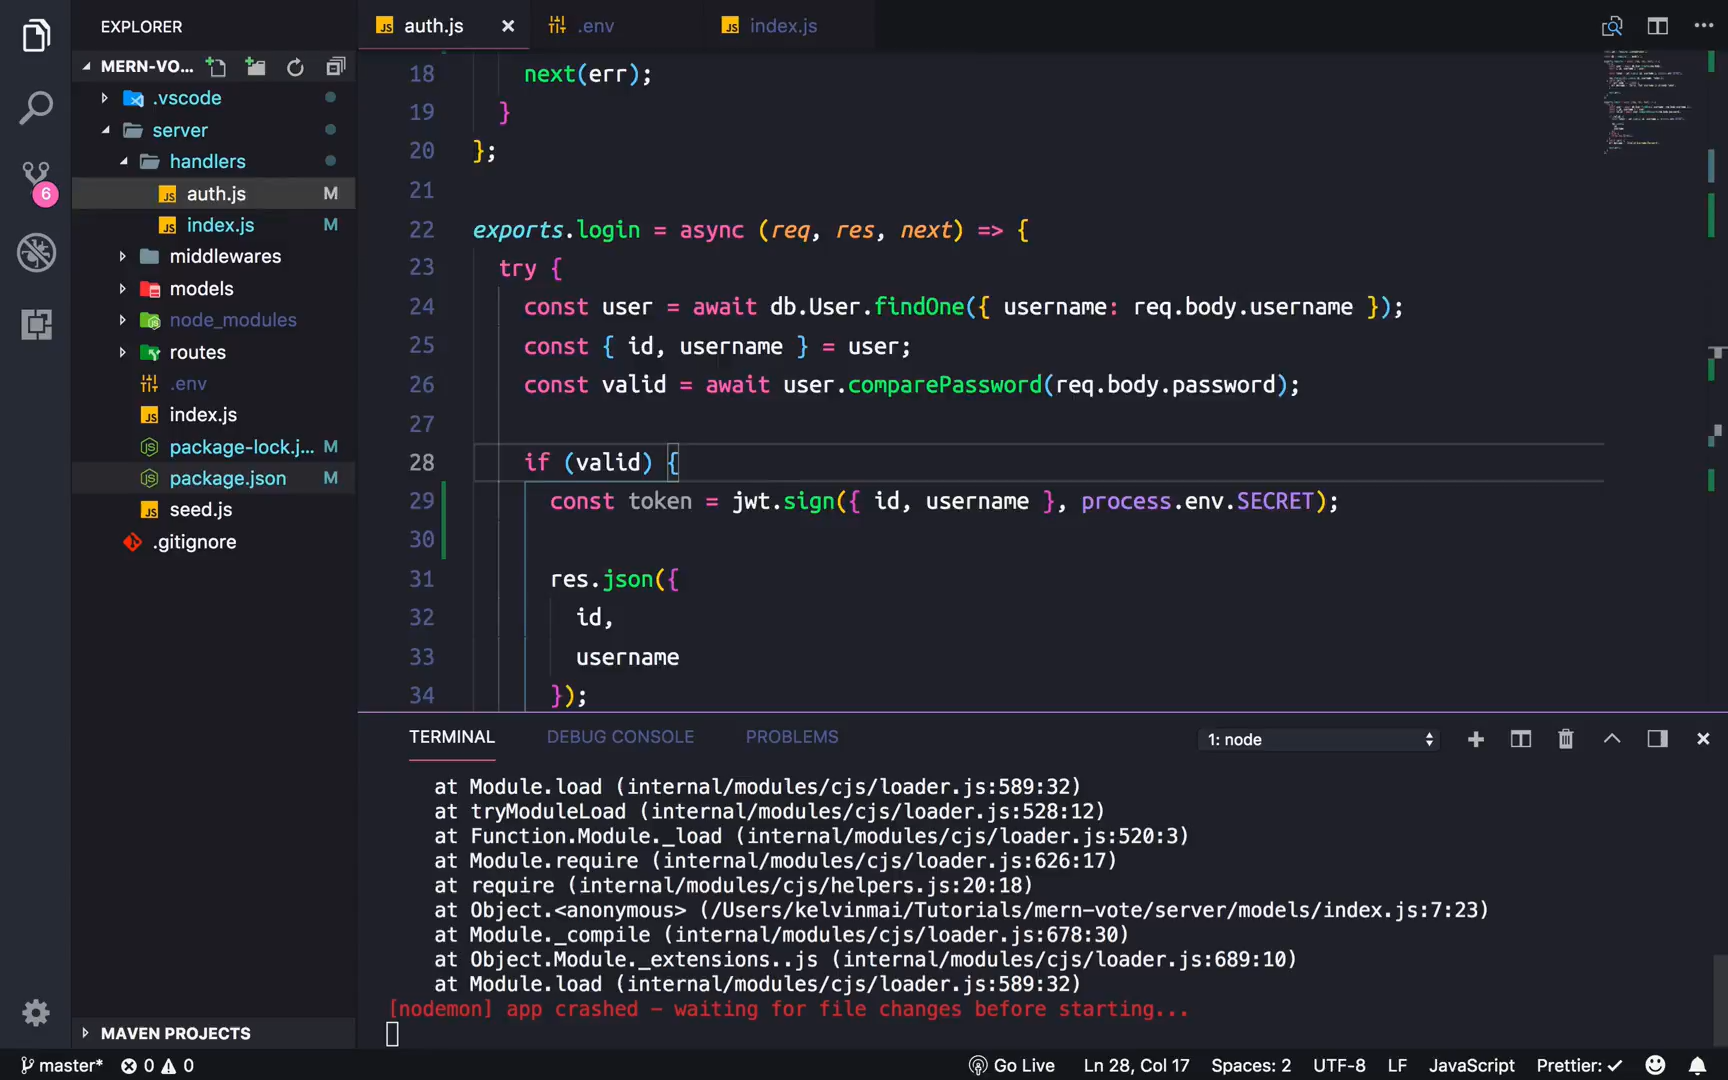 EXPLORER
auth.js
.env
index.js
MERN-VO...
.vscode
server
handlers
auth.js M
index.js M
middlewares
models
node_modules
routes
.env
index.js
package-lock.j... M
package.json M
seed.js
.gitignore
MAVEN PROJECTS
6
18 next(err);
19 }
20 };
21
22 exports.login = async (req, res, next) => {
23 try {
24 const user = await db.User.findOne({ username: req.body.username });
25 const { id, username } = user;
26 const valid = await user.comparePassword(req.body.password);
27
28 if (valid) {
29 const token = jwt.sign({ id, username }, process.env.SECRET);
30
31 res.json({
32 id,
33 username
34 });
TERMINAL DEBUG CONSOLE PROBLEMS 1: node
at Module.load (internal/modules/cjs/loader.js:589:32)
at tryModuleLoad (internal/modules/cjs/loader.js:528:12)
at Function.Module._load (internal/modules/cjs/loader.js:520:3)
at Module.require (internal/modules/cjs/loader.js:626:17)
at require (internal/modules/cjs/helpers.js:20:18)
at Object.<anonymous> (/Users/kelvinmai/Tutorials/mern-vote/server/models/index.js:7:23)
at Module._compile (internal/modules/cjs/loader.js:678:30)
at Object.Module._extensions..js (internal/modules/cjs/loader.js:689:10)
at Module.load (internal/modules/cjs/loader.js:589:32)
[nodemon] app crashed - waiting for file changes before starting...
master* 0 0 Go Live Ln 28, Col 17 Spaces: 2 UTF-8 LF JavaScript Prettier: ✓